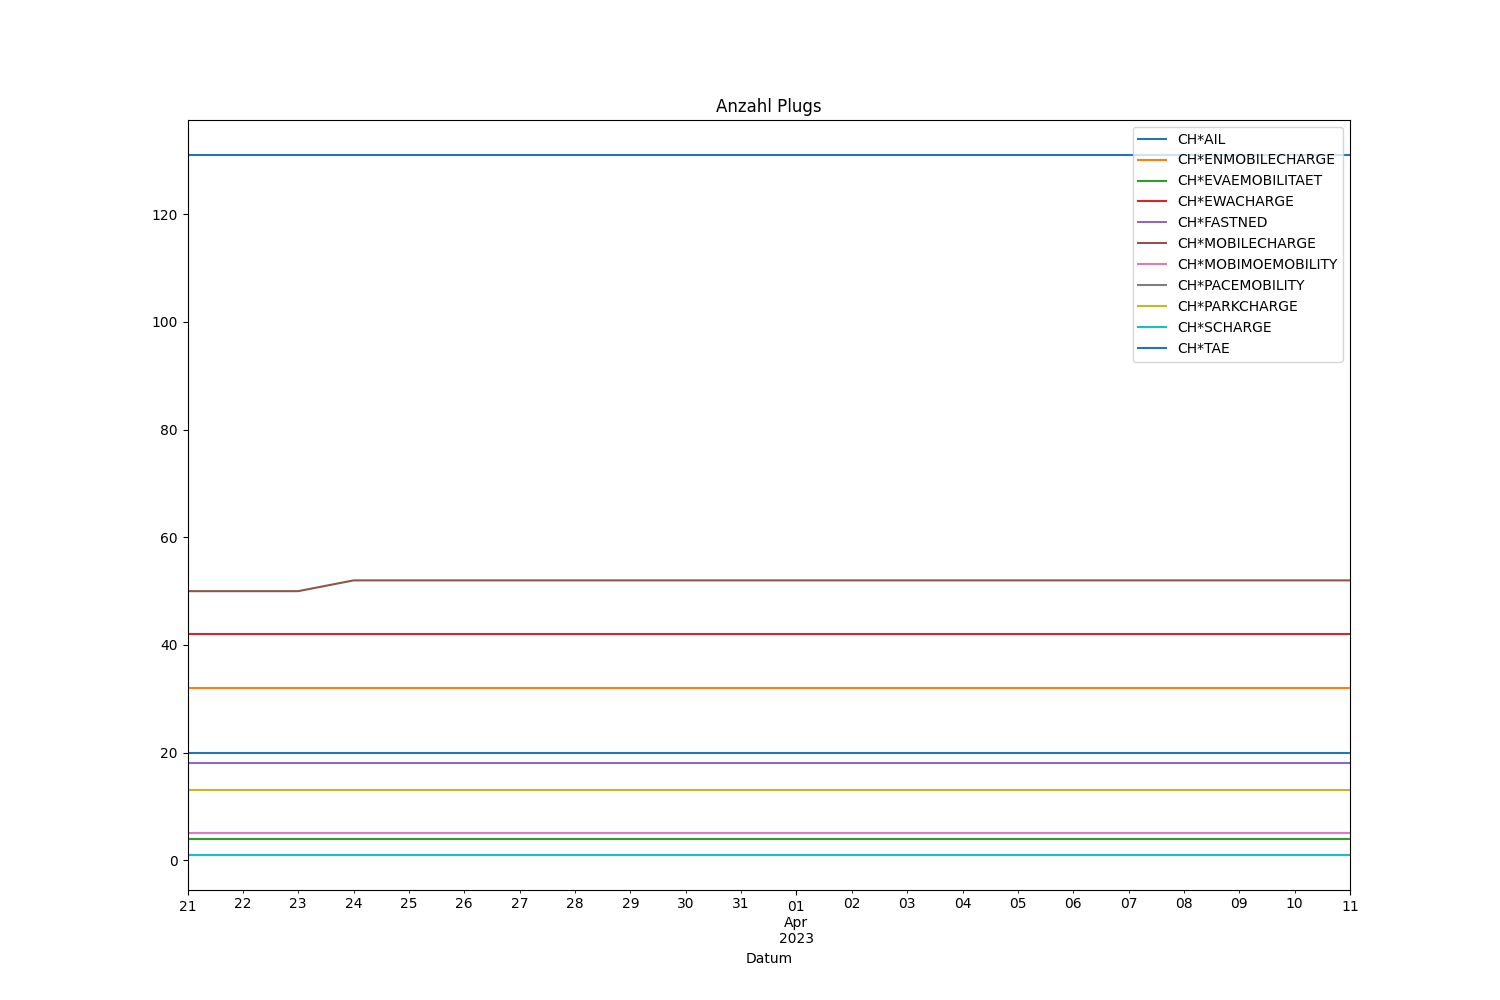 Anzahl Plugs
CH*AIL
CH*ENMOBILECHARGE
CH*EVAEMOBILITAET
CH*EWACHARGE
CH*FASTNED
CH*MOBILECHARGE
CH*MOBIMOEMOBILITY
CH*PACEMOBILITY
CH*PARKCHARGE
CH*SCHARGE
CH*TAE
120
100
80
60
40
20
0
21 22 23 24 25 26 27 28 29 30 31 01 02 03 04 05 06 07 08 09 10 11
Apr
2023
Datum